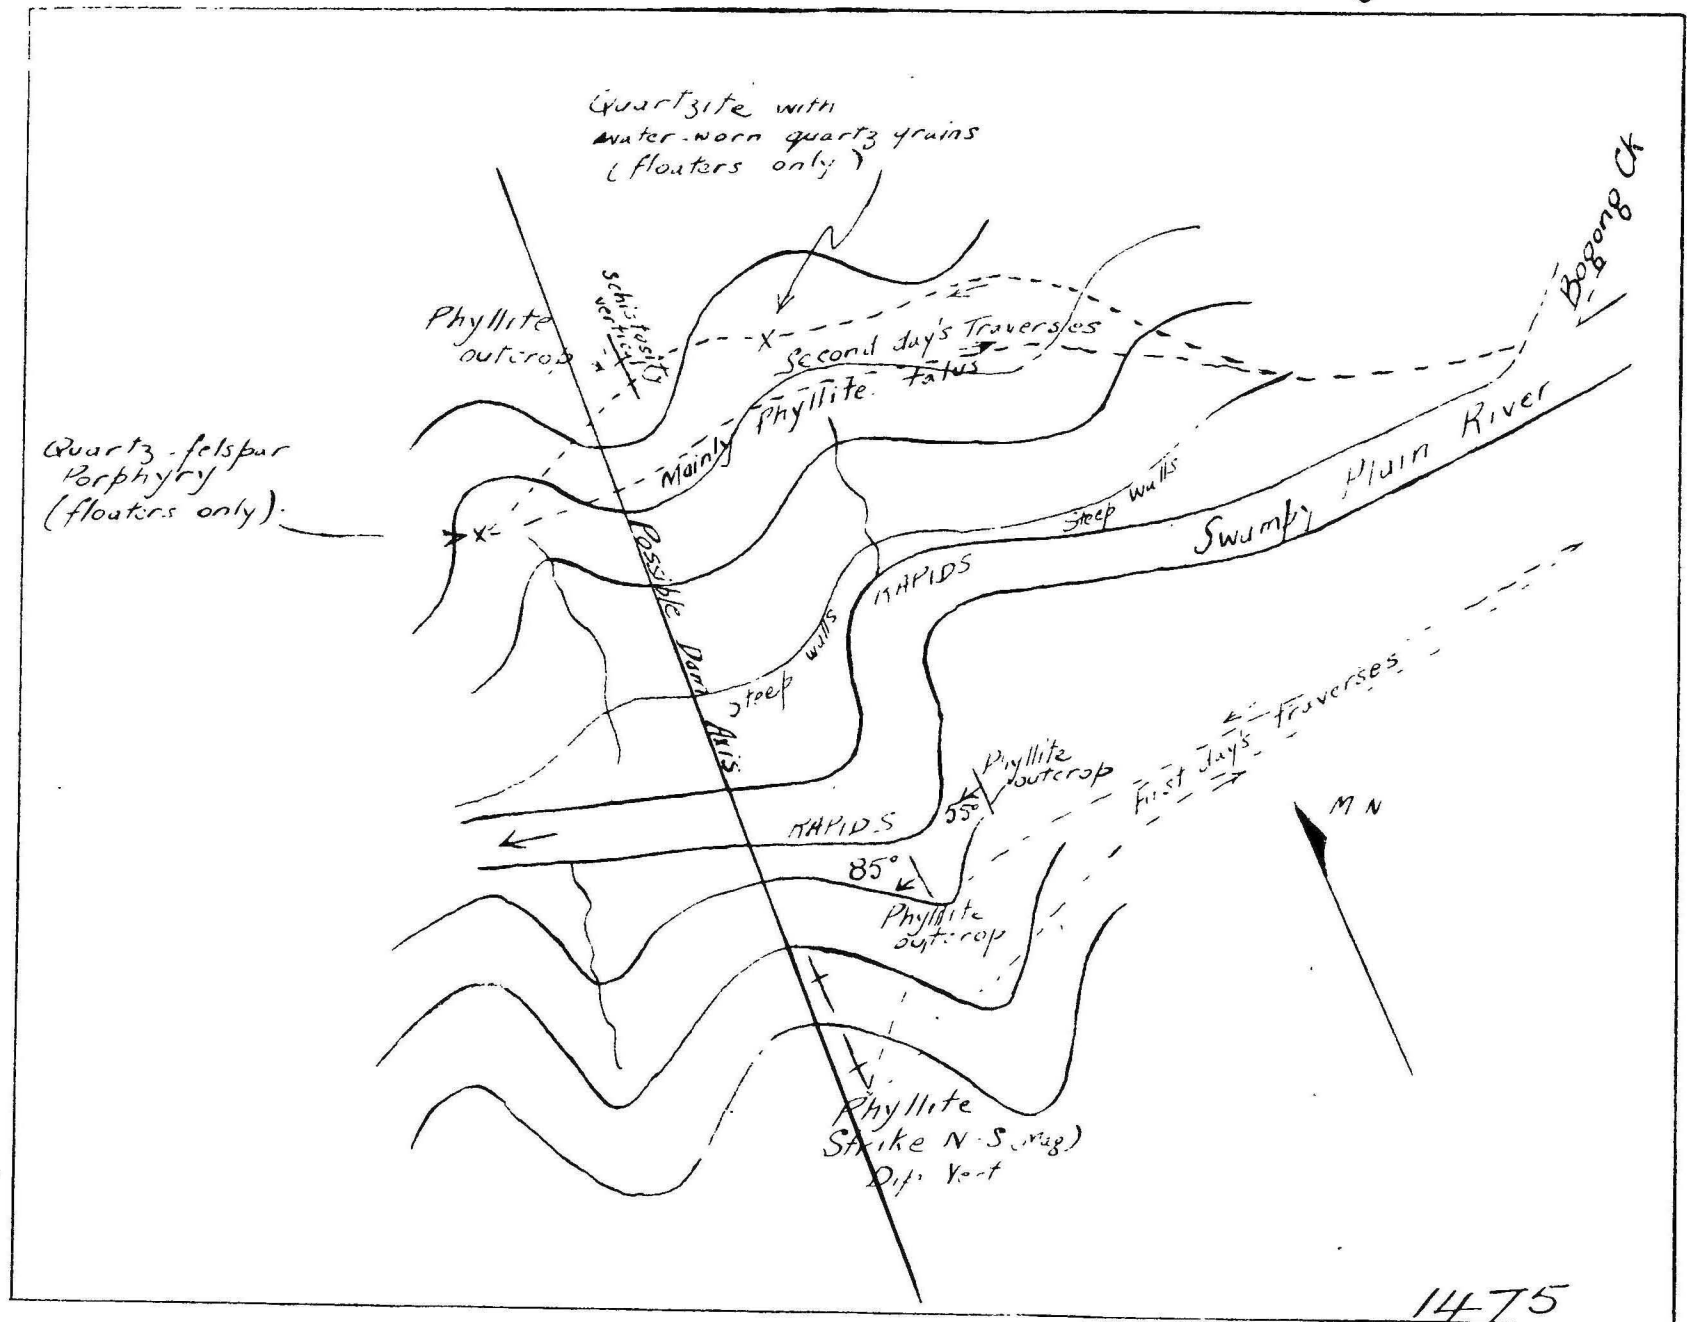 Quartzite with
water-worn quartz grains
(floaters only)
Bogong Ck
Schistosity
vertical
Phyllite
outcrop
Second day's Traverses
Mainly Phyllite talus
Quartz-felspar
Porphyry
(floaters only).
Steep walls
Swampy Plain River
RAPIDS
Possible Dam Axis
Steep walls
First day's Traverses
Phyllite
outcrop
55°
RAPIDS
M N
85°
Phyllite
outcrop
Phyllite
Strike N-S (Mag)
Dip Vert
1475